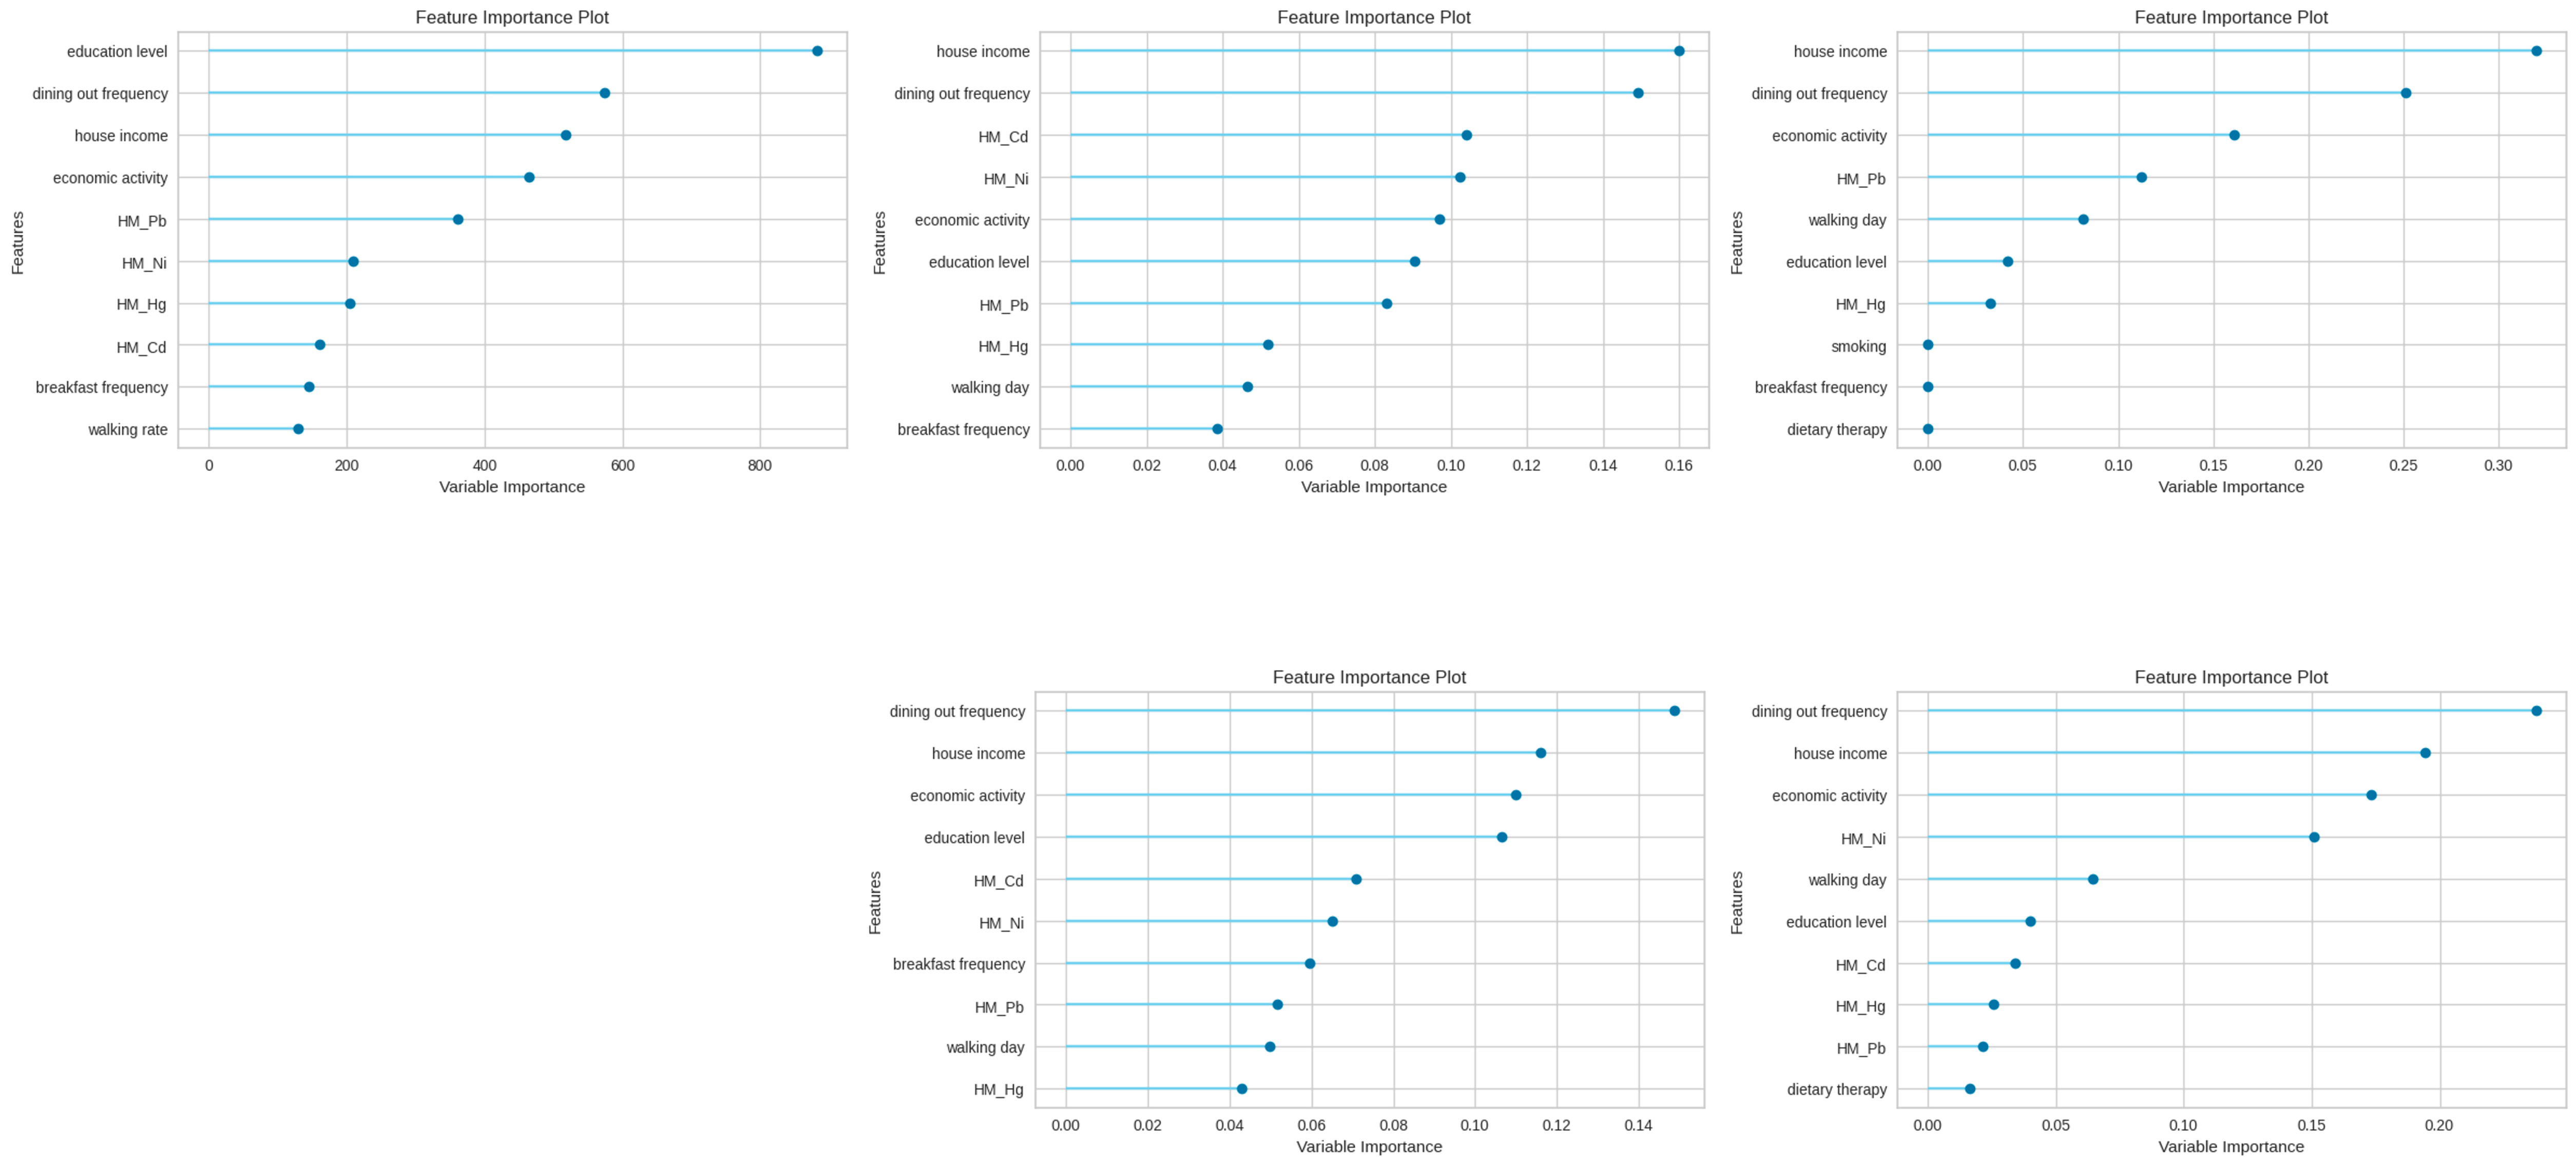 Feature Importance Plot
education level
dining out frequency
house income
economic activity
HM_Pb
HM_Ni
HM_Hg
HM_Cd
breakfast frequency
walking rate
Features
0 200 400 600 800
Variable Importance
Feature Importance Plot
house income
dining out frequency
HM_Cd
HM_Ni
economic activity
education level
HM_Pb
HM_Hg
walking day
breakfast frequency
Features
0.00 0.02 0.04 0.06 0.08 0.10 0.12 0.14 0.16
Variable Importance
Feature Importance Plot
house income
dining out frequency
economic activity
HM_Pb
walking day
education level
HM_Hg
smoking
breakfast frequency
dietary therapy
Features
0.00 0.05 0.10 0.15 0.20 0.25 0.30
Variable Importance
Feature Importance Plot
dining out frequency
house income
economic activity
education level
HM_Cd
HM_Ni
breakfast frequency
HM_Pb
walking day
HM_Hg
Features
0.00 0.02 0.04 0.06 0.08 0.10 0.12 0.14
Variable Importance
Feature Importance Plot
dining out frequency
house income
economic activity
HM_Ni
walking day
education level
HM_Cd
HM_Hg
HM_Pb
dietary therapy
Features
0.00 0.05 0.10 0.15 0.20
Variable Importance